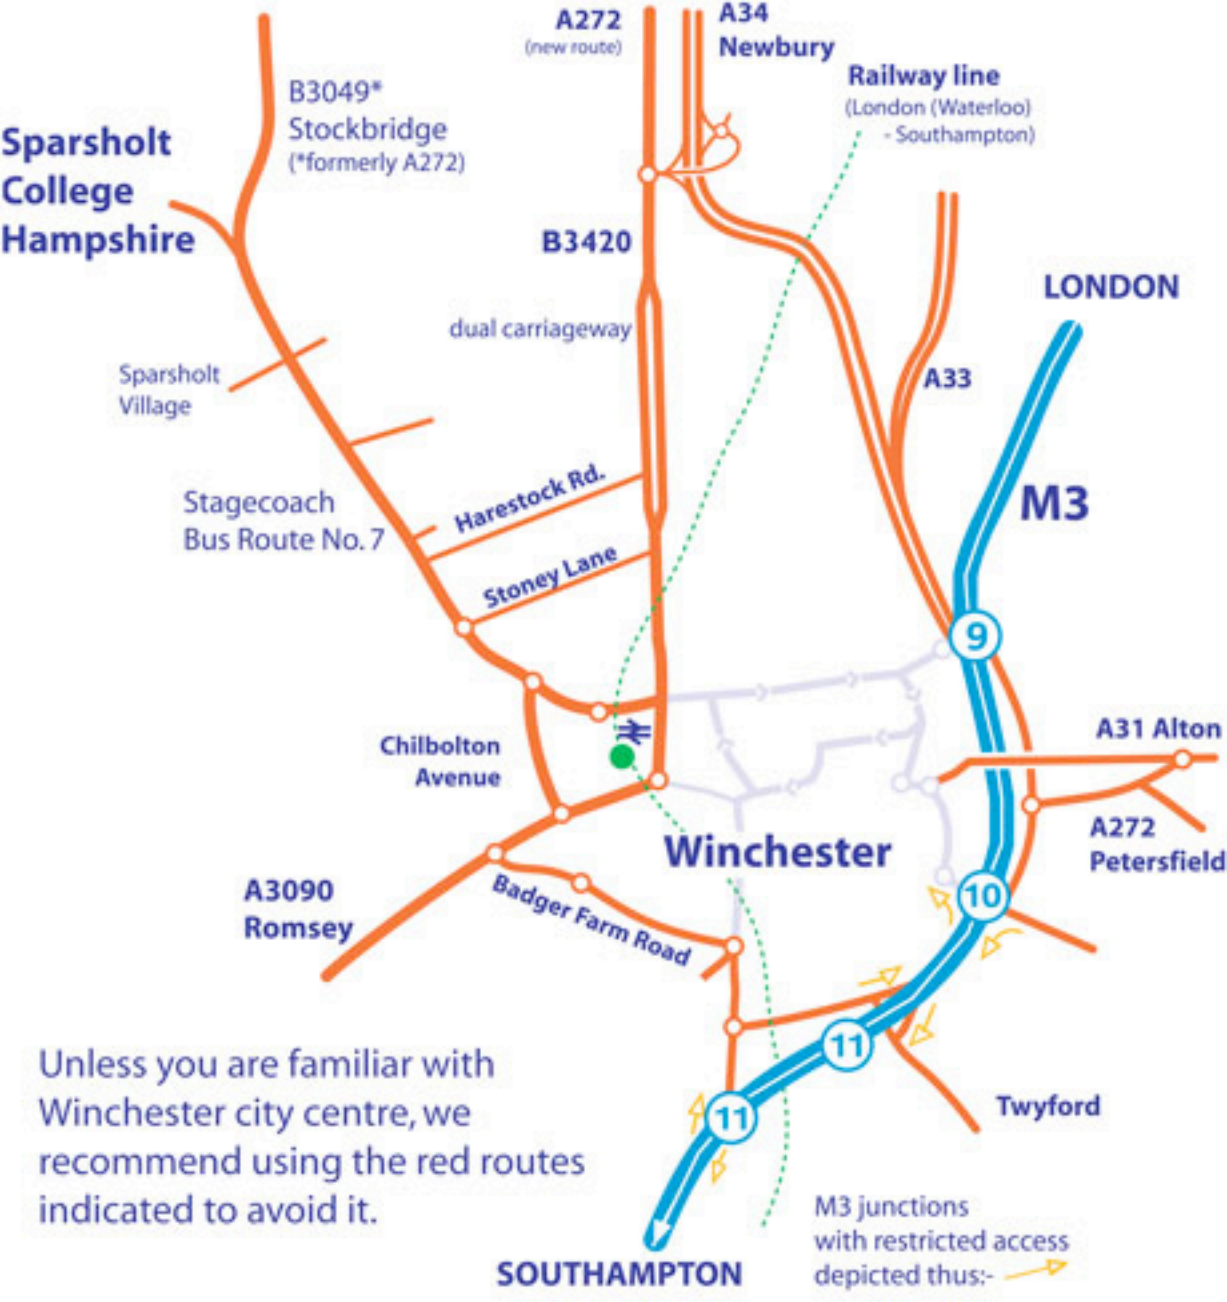 A272
(new route)
A34
Newbury
Railway line
(London (Waterloo)
- Southampton)
B3049*
Stockbridge
(*formerly A272)
Sparsholt
College
Hampshire
B3420
LONDON
dual carriageway
A33
Sparsholt
Village
M3
Stagecoach
Bus Route No. 7
Harestock Rd.
Stoney Lane
9
A31 Alton
Chilbolton
Avenue
A272
Petersfield
Winchester
10
A3090
Romsey
Badger Farm Road
11
11
Twyford
Unless you are familiar with
Winchester city centre, we
recommend using the red routes
indicated to avoid it.
M3 junctions
with restricted access
depicted thus:-
SOUTHAMPTON